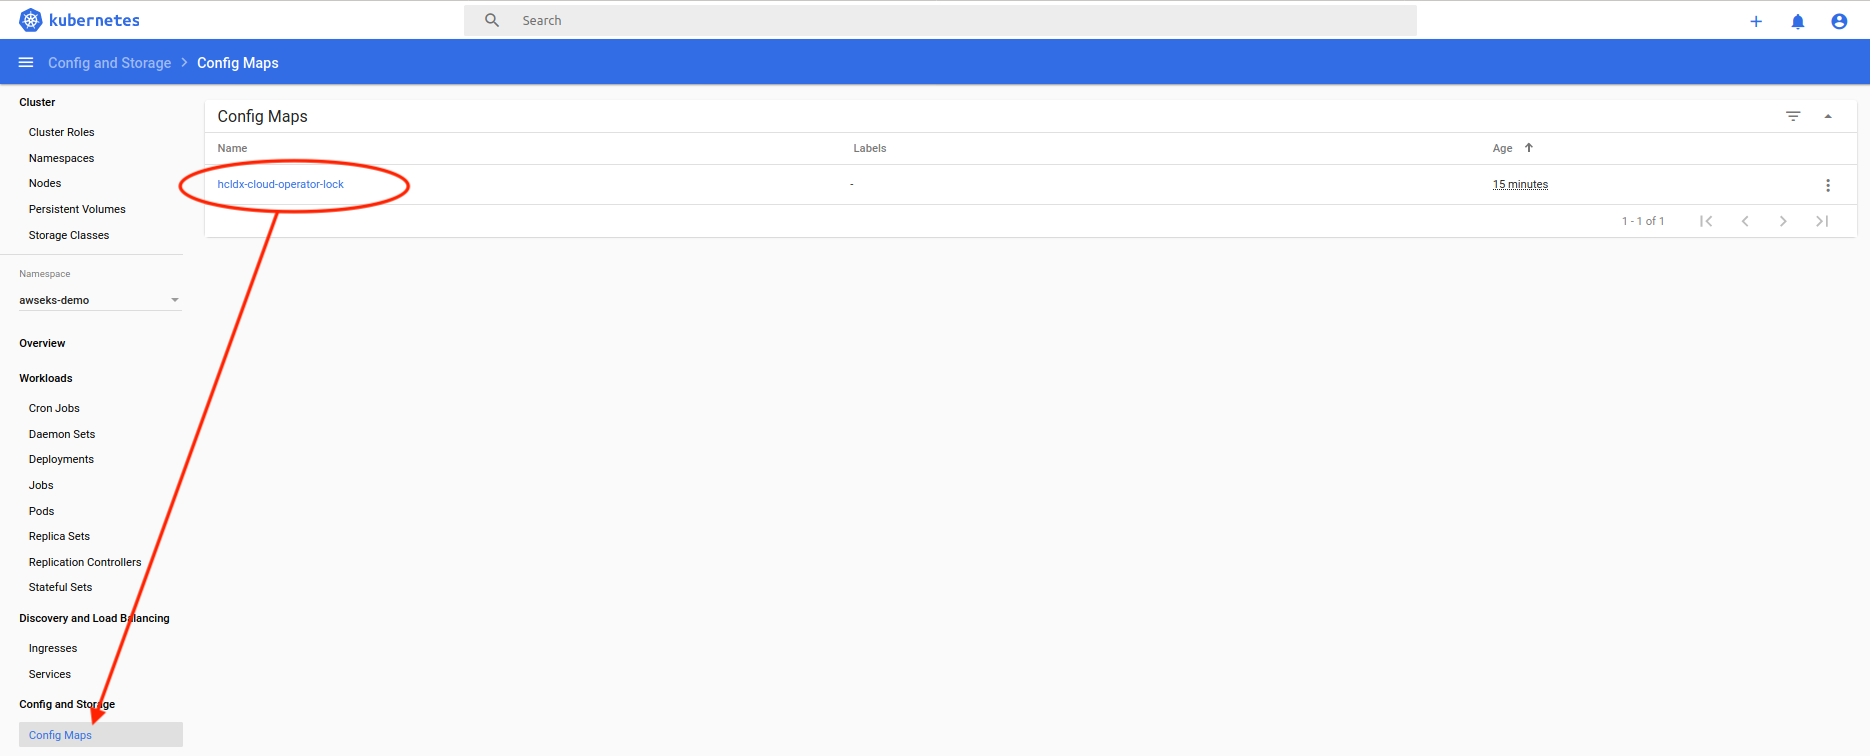 kubernetes
Search
Config and Storage > Config Maps
Cluster
Cluster Roles
Namespaces
Nodes
Persistent Volumes
Storage Classes
Namespace
awseks-demo
Overview
Workloads
Cron Jobs
Daemon Sets
Deployments
Jobs
Pods
Replica Sets
Replication Controllers
Stateful Sets
Discovery and Load Balancing
Ingresses
Services
Config and Storage
Config Maps
Config Maps
Name Labels Age
hcldx-cloud-operator-lock - 15 minutes
1 - 1 of 1